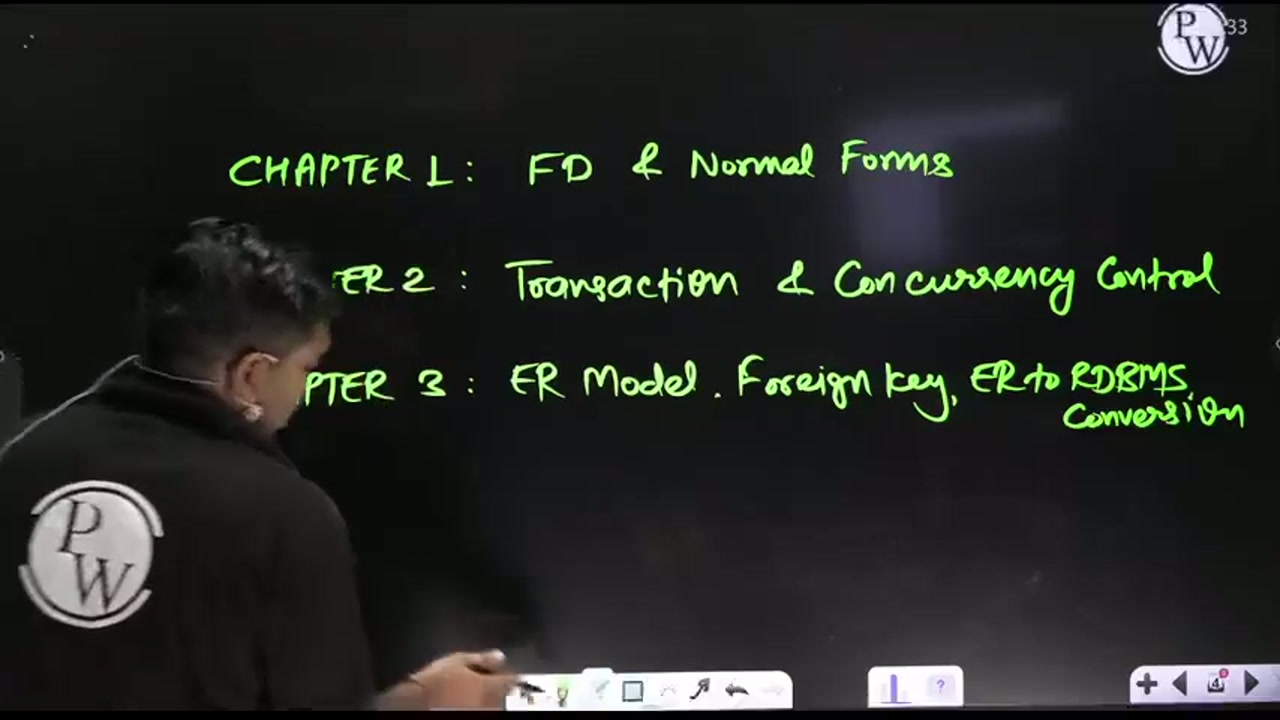 P
W
33
CHAPTER 1: FD & Normal Forms
ER 2 : Transaction & Concurrency Control
PTER 3 : ER Model. Foreign key, ER to RDBMS
Conversion
P
W
?